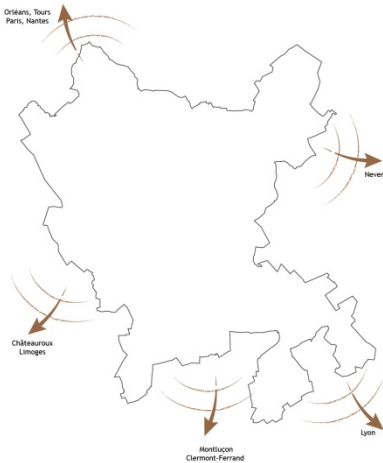 Orléans, Tours
Paris, Nantes
Never
Châteauroux
Limoges
Montluçon
Clermont-Ferrand
Lyon